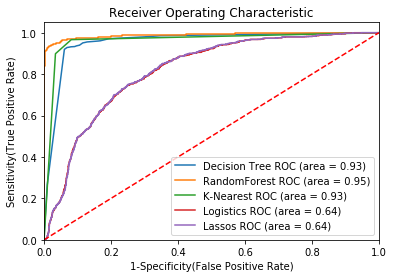 Receiver Operating Characteristic
Sensitivity(True Positive Rate)
1.0
0.8
0.6
0.4
0.2
0.0
Decision Tree ROC (area = 0.93)
RandomForest ROC (area = 0.95)
K-Nearest ROC (area = 0.93)
Logistics ROC (area = 0.64)
Lassos ROC (area = 0.64)
0.0 0.2 0.4 0.6 0.8 1.0
1-Specificity(False Positive Rate)